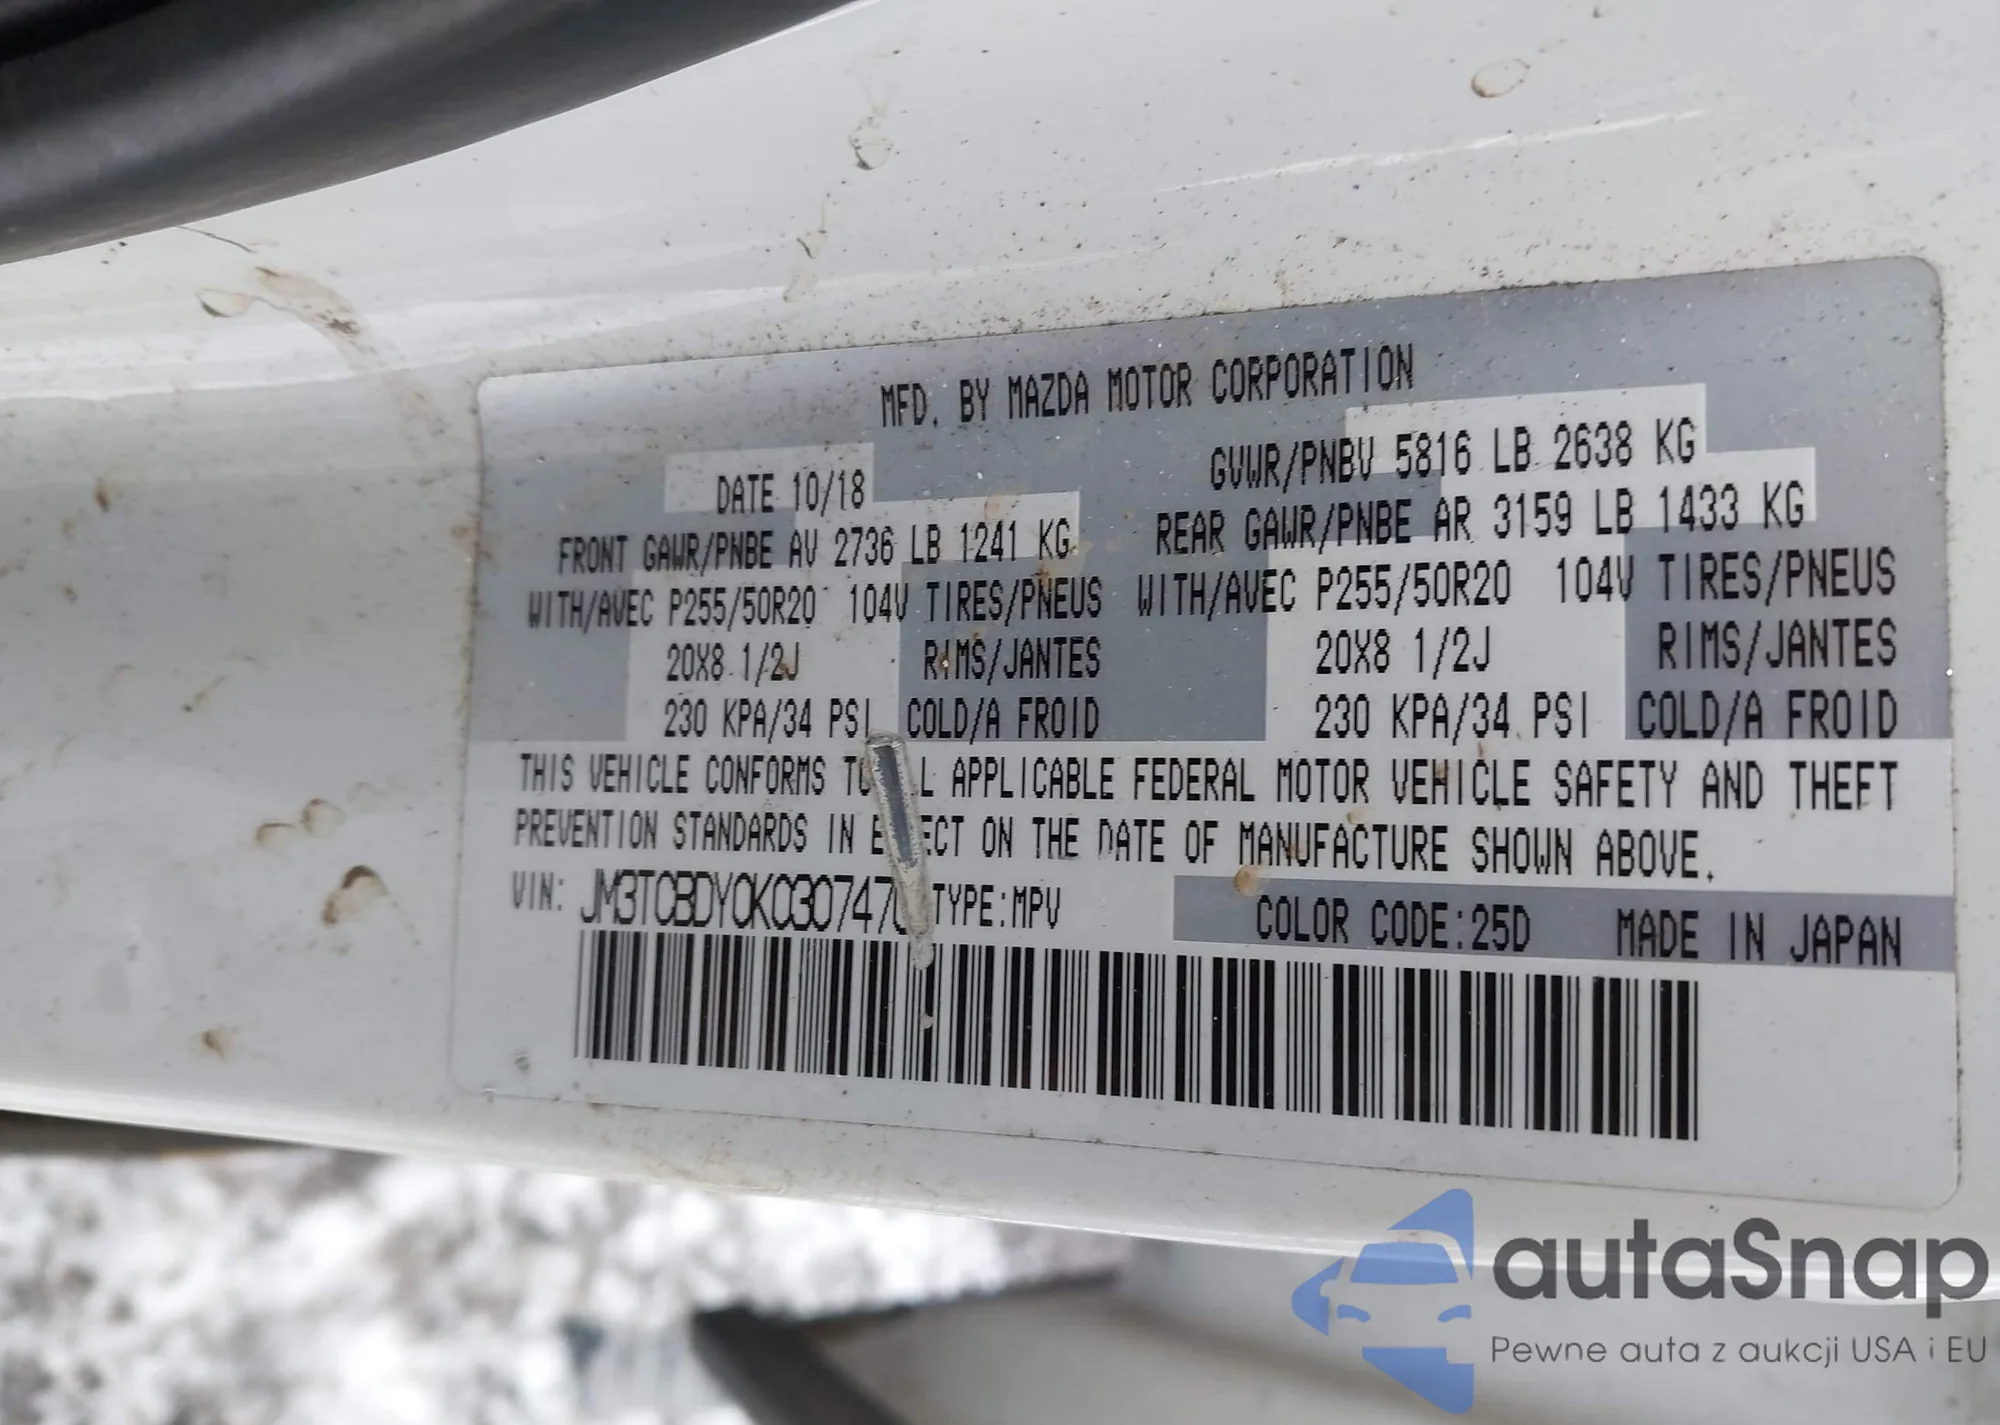 MFD. BY MAZDA MOTOR CORPORATION
DATE 10/18 GVWR/PNBV 5816 LB 2638 KG
FRONT GAWR/PNBE AV 2736 LB 1241 KG REAR GAWR/PNBE AR 3159 LB 1433 KG
WITH/AVEC P255/50R20 104V TIRES/PNEUS WITH/AVEC P255/50R20 104V TIRES/PNEUS
20X8 1/2J RIMS/JANTES 20X8 1/2J RIMS/JANTES
230 KPA/34 PSI COLD/A FROID 230 KPA/34 PSI COLD/A FROID
THIS VEHICLE CONFORMS APPLICABLE FEDERAL MOTOR VEHICLE SAFETY AND THEFT
PREVENTION STANDARDS IN ON THE DATE OF MANUFACTURE SHOWN ABOVE.
VIN: TYPE:MPV COLOR CODE:25D MADE IN JAPAN
autaSnap
Pewne auta z aukcji USA i EU